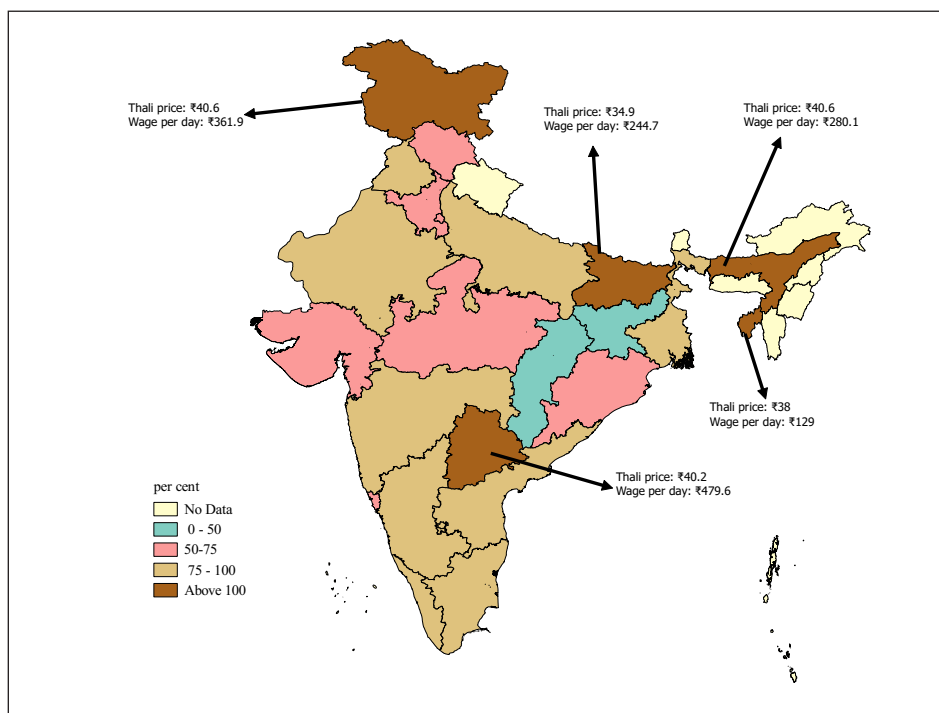 Thali price: ₹40.6
Wage per day: ₹361.9
Thali price: ₹34.9
Wage per day: ₹244.7
Thali price: ₹40.6
Wage per day: ₹280.1
Thali price: ₹38
Wage per day: ₹129
Thali price: ₹40.2
Wage per day: ₹479.6
per cent
No Data
0 - 50
50-75
75 - 100
Above 100